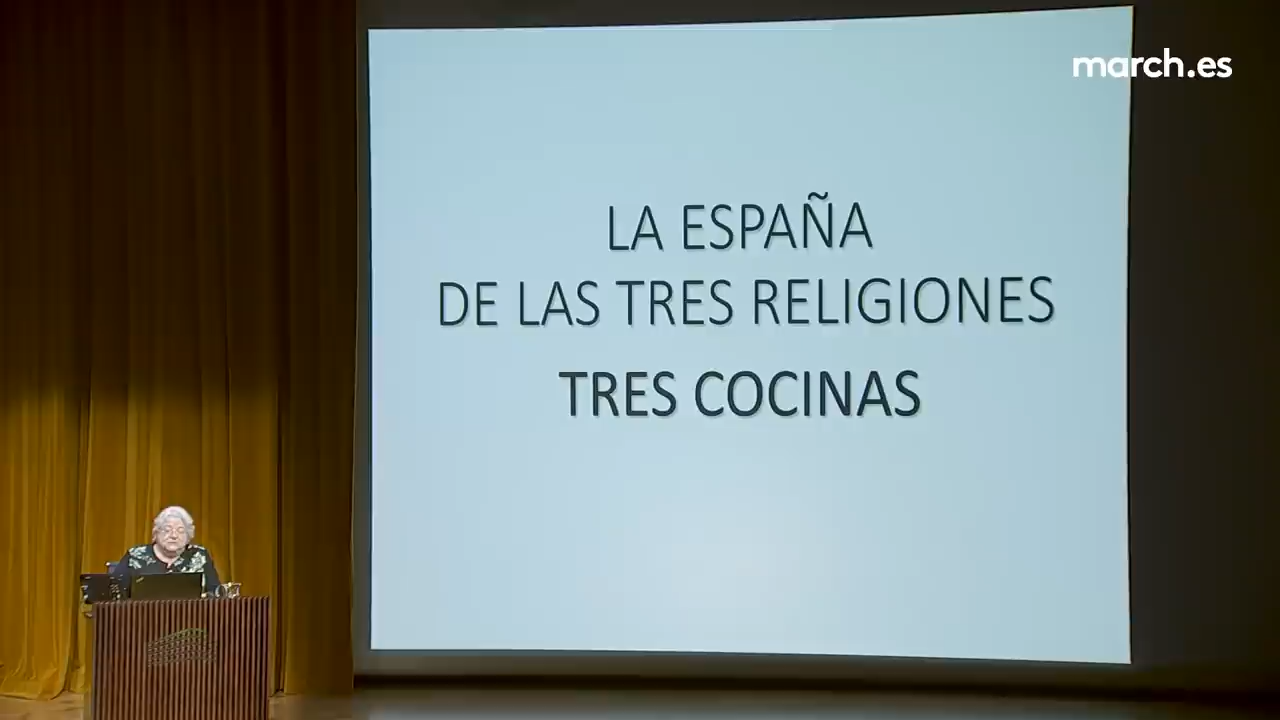 march.es
LA ESPAÑA
DE LAS TRES RELIGIONES
TRES COCINAS